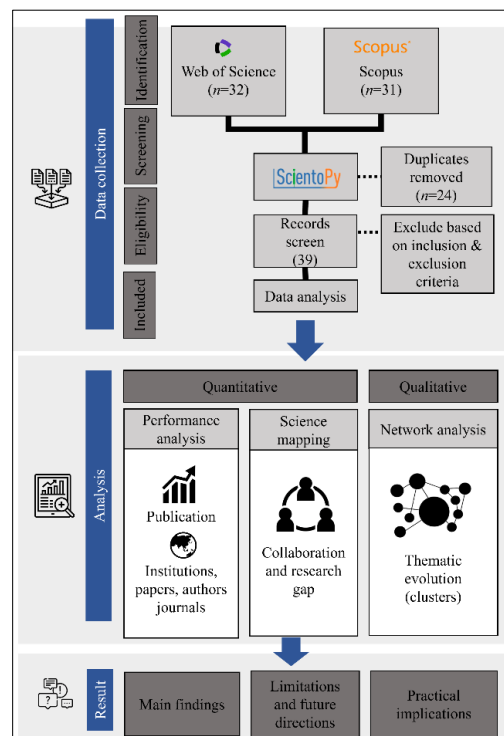 Data collection
Identification
Screening
Eligibility
Included
Web of Science
(n=32)
Scopus
Scopus
(n=31)
ScientoPy
Duplicates
removed
(n=24)
Records
screen
(39)
Exclude based
on inclusion &
exclusion
criteria
Data analysis
Analysis
Quantitative
Qualitative
Performance
analysis
Publication
Institutions,
papers, authors
journals
Science
mapping
Collaboration
and research
gap
Network analysis
Thematic
evolution
(clusters)
Result
Main findings
Limitations
and future
directions
Practical
implications